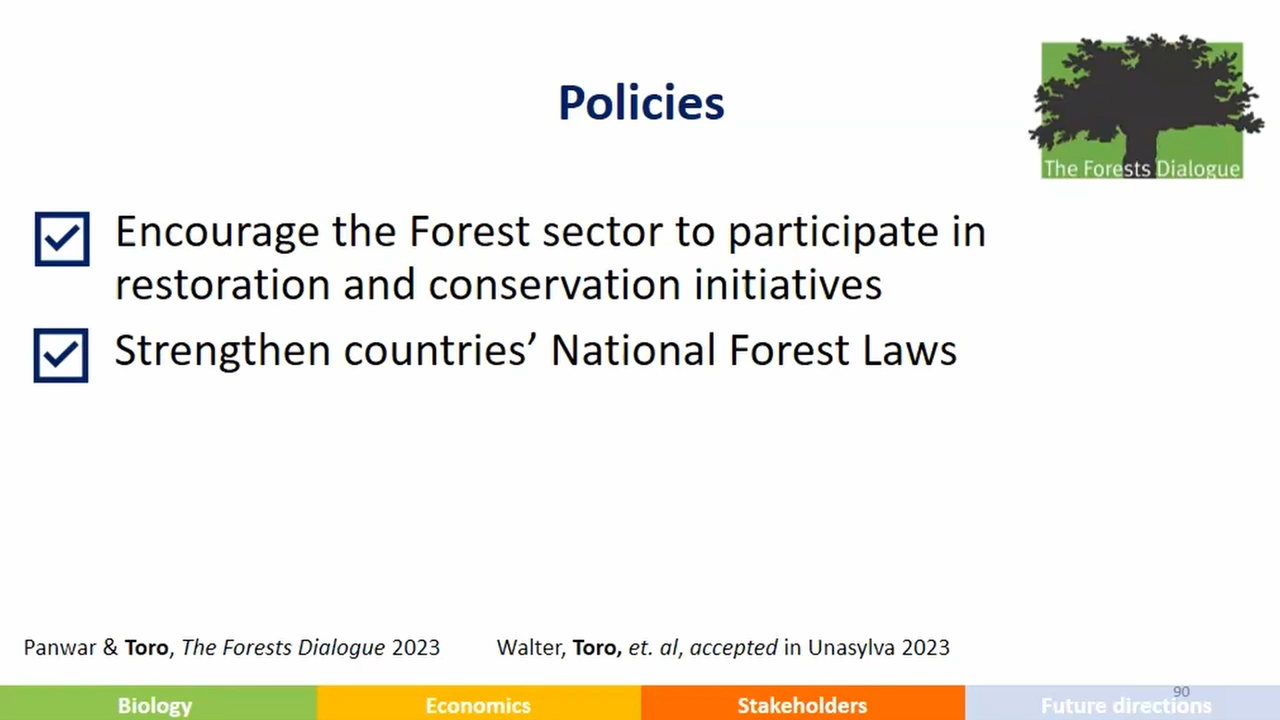 Policies
The Forests Dialogue
Encourage the Forest sector to participate in
restoration and conservation initiatives
Strengthen countries’ National Forest Laws
Panwar & Toro, The Forests Dialogue 2023
Walter, Toro, et. al, accepted in Unasylva 2023
90
Biology
Economics
Stakeholders
Future directions